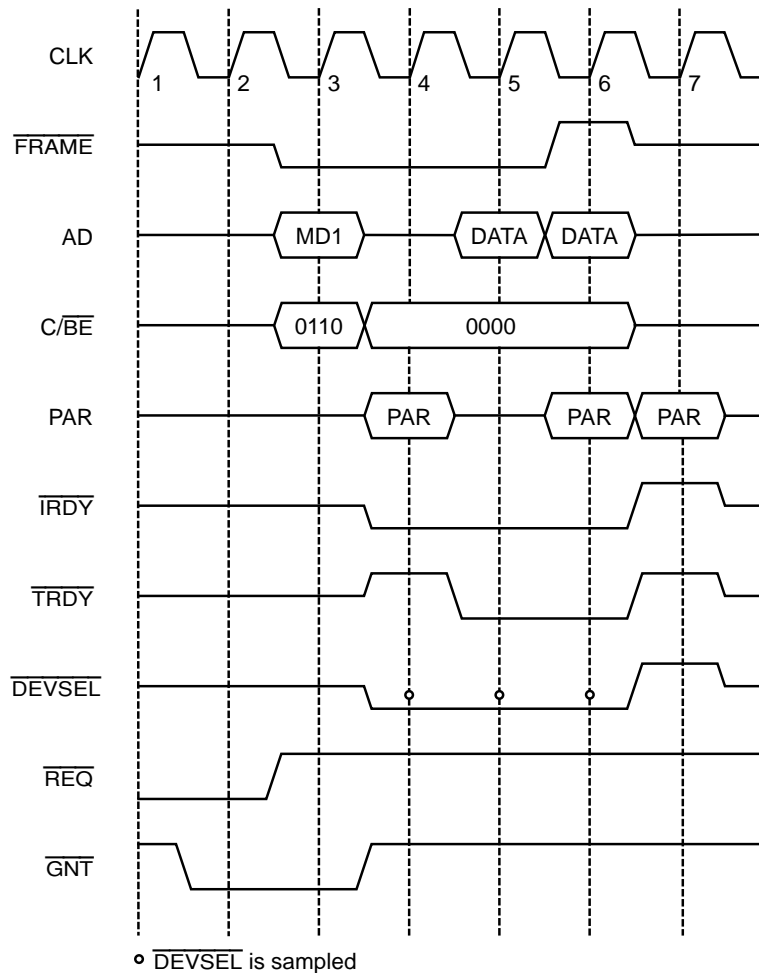 CLK
1 2 3 4 5 6 7
FRAME
AD MD1 DATA DATA
C/BE 0110 0000
PAR PAR PAR PAR
IRDY
TRDY
DEVSEL
REQ
GNT
DEVSEL is sampled